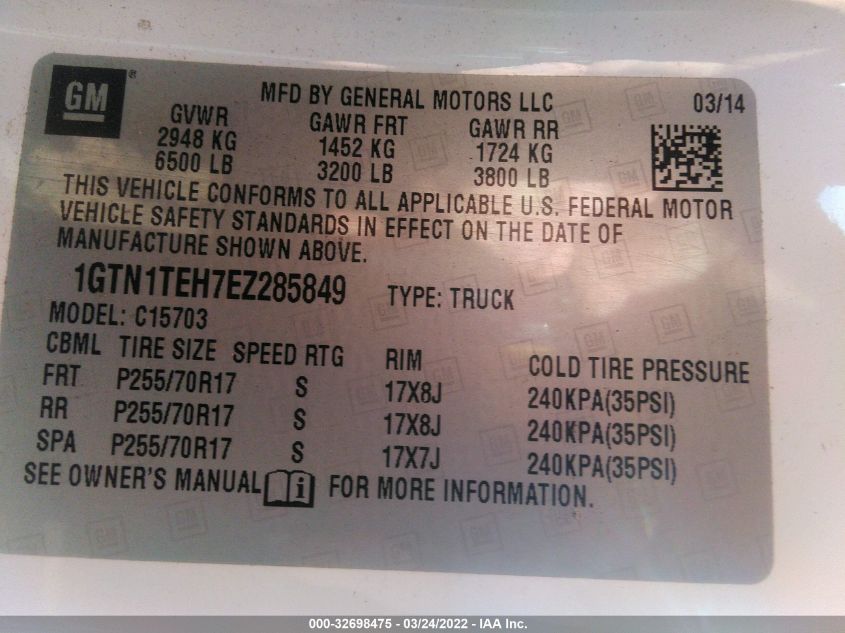 GM®
MFD BY GENERAL MOTORS LLC 03/14
GVWR GAWR FRT GAWR RR
2948 KG 1452 KG 1724 KG
6500 LB 3200 LB 3800 LB
THIS VEHICLE CONFORMS TO ALL APPLICABLE U.S. FEDERAL MOTOR
VEHICLE SAFETY STANDARDS IN EFFECT ON THE DATE OF
MANUFACTURE SHOWN ABOVE.
1GTN1TEH7EZ285849 TYPE: TRUCK
MODEL: C15703
CBML TIRE SIZE SPEED RTG RIM COLD TIRE PRESSURE
FRT P255/70R17 S 17X8J 240KPA(35PSI)
RR P255/70R17 S 17X8J 240KPA(35PSI)
SPA P255/70R17 S 17X7J 240KPA(35PSI)
SEE OWNER'S MANUAL i FOR MORE INFORMATION.
000-32698475 - 03/24/2022 - IAA Inc.